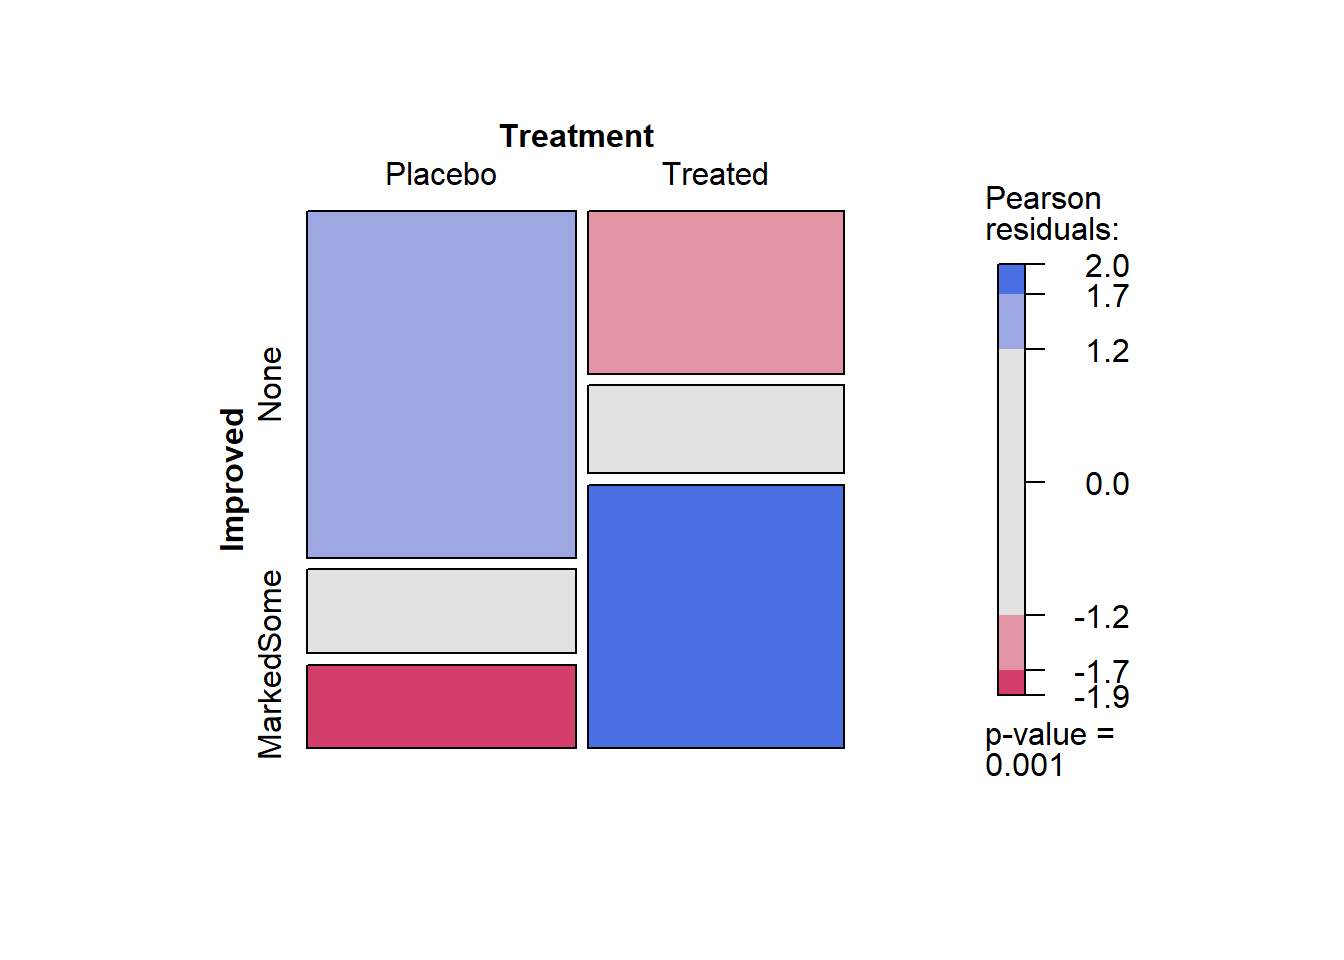 Treatment
Placebo Treated
Improved
None
Some
Marked
Pearson
residuals:
2.0
1.7
1.2
0.0
-1.2
-1.7
-1.9
p-value =
0.001